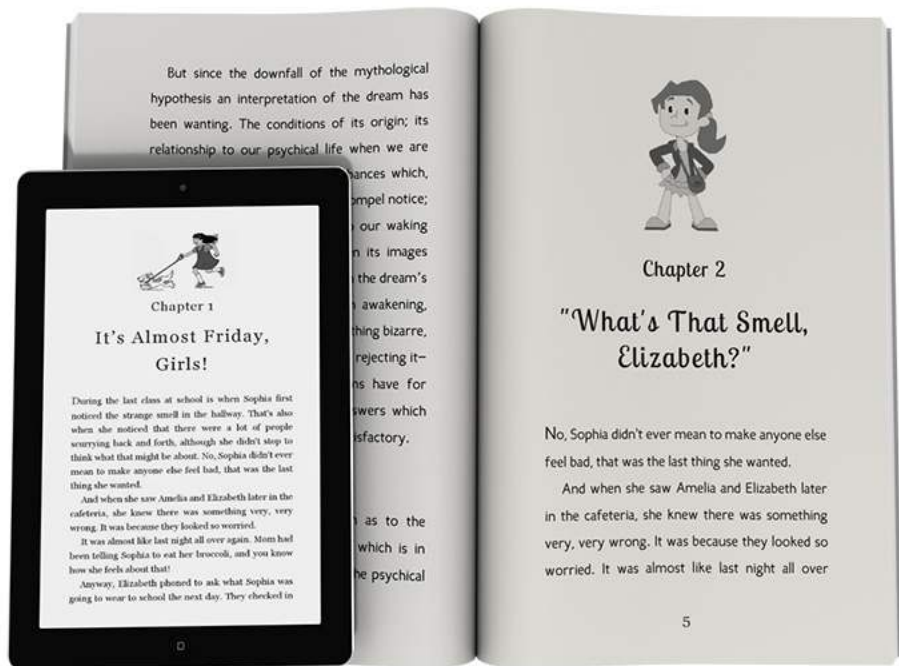 But since the downfall of the mythological
hypothesis an interpretation of the dream has
been wanting. The conditions of its origin; its
relationship to our psychical life when we are
which,
ompel notice;
our waking
its images
the dream's
awakening,
thing bizarre,
rejecting it–
have for
swers which
isfactory.
as to the
which is in
psychical
Chapter 1
It's Almost Friday,
Girls!
During the last class at school is when Sophia first
noticed the strange smell in the hallway. That's also
when she noticed that there were a lot of people
scurrying back and forth, although she didn't stop to
think what that might be about. No, Sophia didn't ever
mean to make anyone else feel bad, that was the last
thing she wanted.
And when she saw Amelia and Elizabeth later in the
cafeteria, she knew there was something very, very
wrong. It was because they looked so worried.
It was almost like last night all over again. Mom had
been telling Sophia to eat her broccoli, and you know
how she feels about that!
Anyway, Elizabeth phoned to ask what Sophia was
going to wear to school the next day. They checked in
Chapter 2
"What's That Smell,
Elizabeth?"
No, Sophia didn't ever mean to make anyone else
feel bad, that was the last thing she wanted.
And when she saw Amelia and Elizabeth later
in the cafeteria, she knew there was something
very, very wrong. It was because they looked so
worried. It was almost like last night all over
5